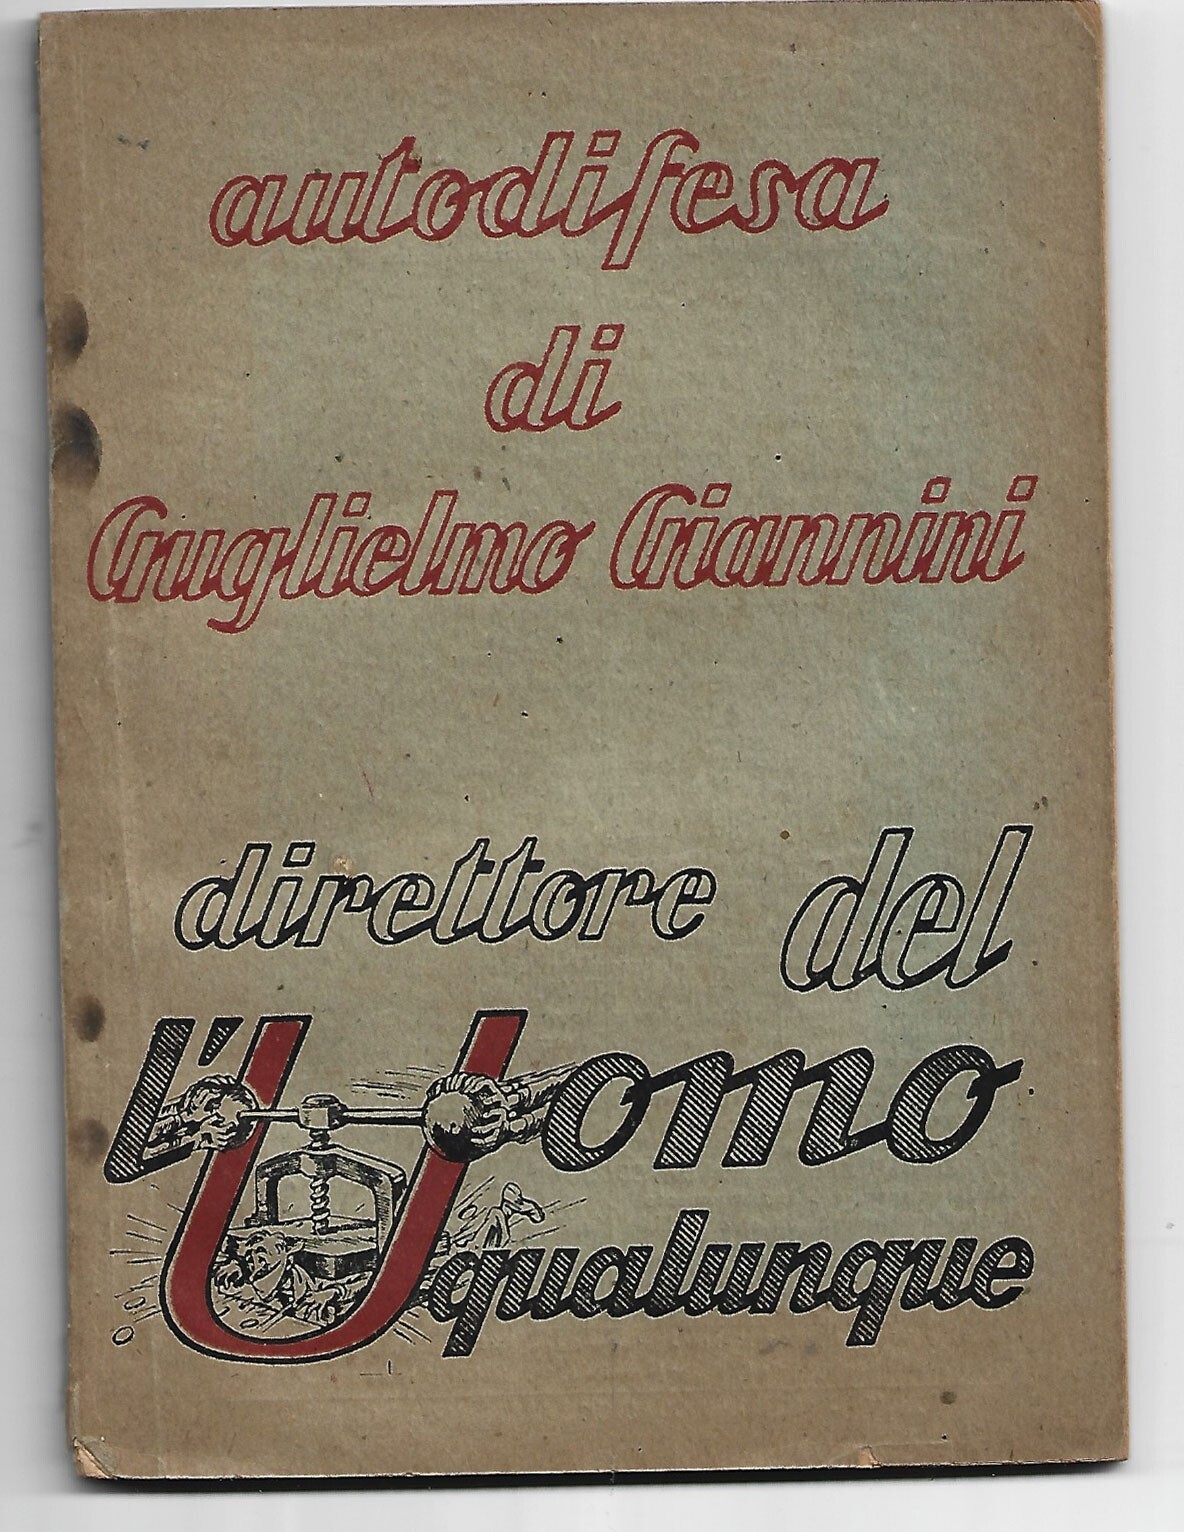 autodifesa
di
Guglielmo Giannini
direttore del
L'Uomo
qualunque